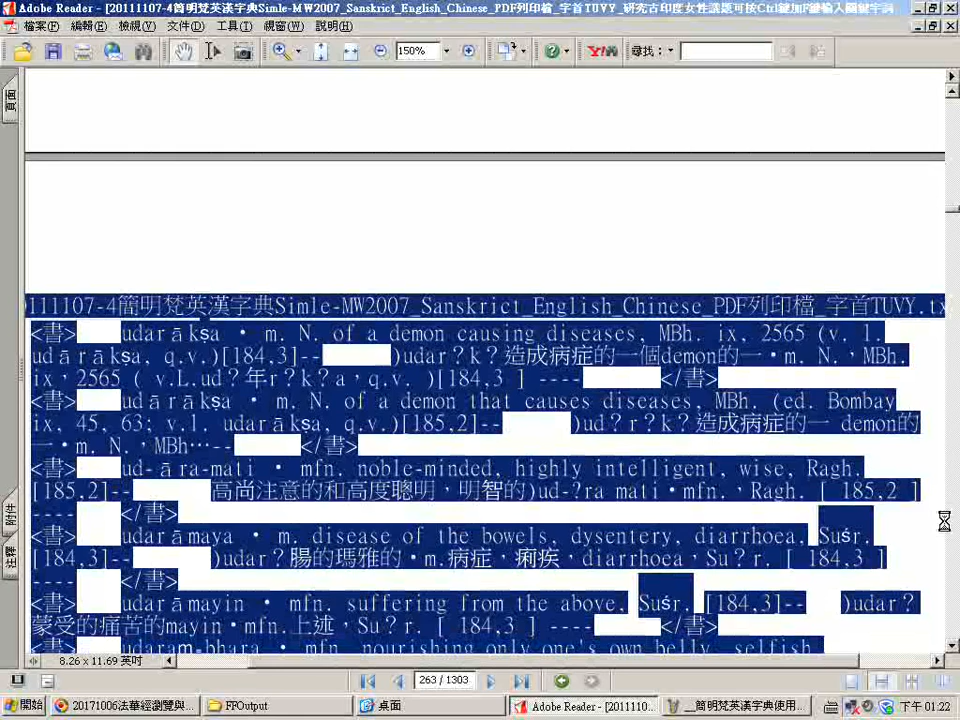 Adobe Reader - [20111107-4簡明梵英漢字典Simle-MW2007_Sanskrict_English_Chinese_PDF列印檔_字首TUVY_研究古印度女性議題可按Ctrl鍵加F鍵輸入關鍵字詞
檔案(F) 編輯(E) 檢視(V) 文件(D) 工具(T) 視窗(W) 說明(H)
150% Y! 尋找:
頁面
111107-4簡明梵英漢字典Simle-MW2007_Sanskrict_English_Chinese_PDF列印檔_字首TUVY.tx
<書> udarākṣa • m. N. of a demon causing diseases, MBh. ix, 2565 (v. l.
udārākṣa, q.v.)[184,3]-- )udar?k?造成病症的一個demon的一•m. N.，MBh.
ix，2565 ( v.L.ud?年r?k?a，q.v. )[184,3 ] ---- </書>
<書> udārākṣa • m. N. of a demon that causes diseases, MBh. (ed. Bombay
ix, 45, 63; v.l. udarākṣa, q.v.)[185,2]-- )ud?r?k?造成病症的一 demon的
一•m. N.，MBh…-- </書>
<書> ud-āra-mati • mfn. noble-minded, highly intelligent, wise, Ragh.
[185,2]-- 高尚注意的和高度聰明，明智的)ud-?ra mati•mfn.，Ragh. [ 185,2 ]
---- </書>
<書> udarāmaya • m. disease of the bowels, dysentery, diarrhoea, Suśr.
[184,3]-- )udar?腸的瑪雅的•m.病症，痢疾，diarrhoea，Su?r. [ 184,3 ]
---- </書>
<書> udarāmayin • mfn. suffering from the above, Suśr. [184,3]-- )udar?
蒙受的痛苦的mayin•mfn.上述，Su?r. [ 184,3 ] ---- </書>
<書> udaram-bhara • mfn. nourishing only one's own belly, selfish
附件
注釋
8.26 x 11.69 英吋
263 / 1303
開始 20171006法華經瀏覽與... FFOutput 桌面 Adobe Reader - [201110... __簡明梵英字典使用... 下午 01:22